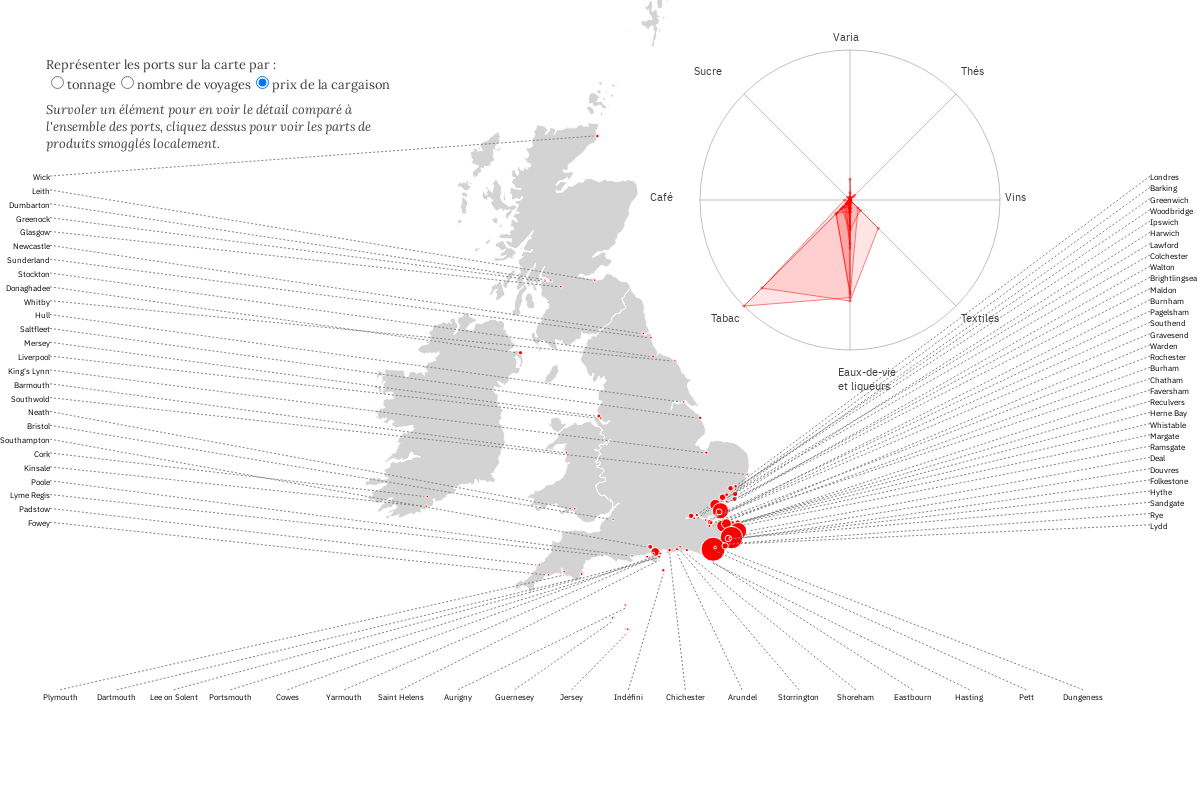 Représenter les ports sur la carte par :
tonnage nombre de voyages prix de la cargaison
Survoler un élément pour en voir le détail comparé à
l'ensemble des ports, cliquez dessus pour voir les parts de
produits smogglés localement.
Varia
Thés
Vins
Textiles
Eaux-de-vie
et liqueurs
Tabac
Café
Sucre
Wick
Leith
Dumbarton
Greenock
Glasgow
Newcastle
Sunderland
Stockton
Donaghadee
Whitby
Hull
Saltfleet
Mersey
Liverpool
King's Lynn
Barmouth
Southwold
Neath
Bristol
Southampton
Cork
Kinsale
Poole
Lyme Regis
Padstow
Fowey
Londres
Barking
Greenwich
Woodbridge
Ipswich
Harwich
Lawford
Colchester
Walton
Brightlingsea
Maldon
Burnham
Pagelsham
Southend
Gravesend
Warden
Rochester
Burham
Chatham
Faversham
Reculvers
Herne Bay
Whistable
Margate
Ramsgate
Deal
Douvres
Folkestone
Hythe
Sandgate
Rye
Lydd
Plymouth Dartmouth Lee on Solent Portsmouth Cowes Yarmouth Saint Helens Aurigny Guernesey Jersey Indéfini Chichester Arundel Storrington Shoreham Eastbourn Hasting Pett Dungeness